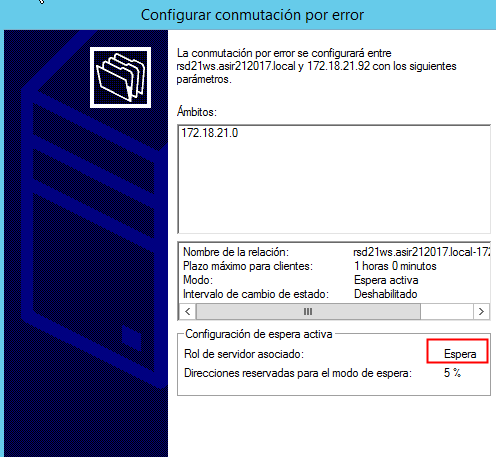 Configurar conmutación por error
La conmutación por error se configurará entre
rsd21ws.asir212017.local y 172.18.21.92 con los siguientes
parámetros.
Ámbitos:
172.18.21.0
Nombre de la relación: rsd21ws.asir212017.local-172
Plazo máximo para clientes: 1 horas 0 minutos
Modo: Espera activa
Intervalo de cambio de estado: Deshabilitado
Configuración de espera activa
Rol de servidor asociado: Espera
Direcciones reservadas para el modo de espera: 5 %